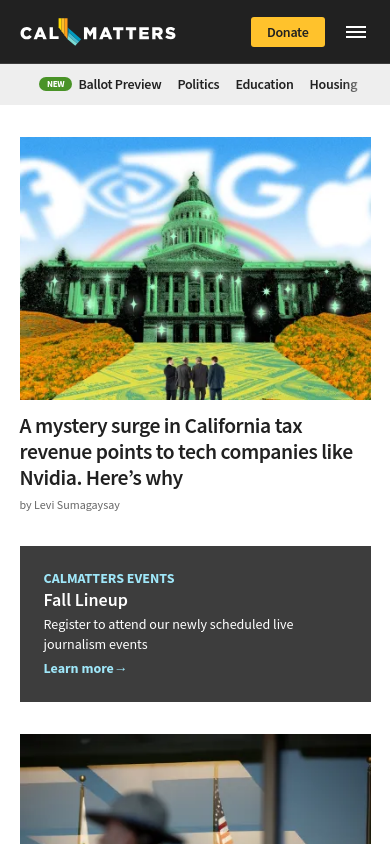 CAL MATTERS
Donate
NEW Ballot Preview Politics Education Housing
A mystery surge in California tax
revenue points to tech companies like
Nvidia. Here’s why
by Levi Sumagaysay
CALMATTERS EVENTS
Fall Lineup
Register to attend our newly scheduled live
journalism events
Learn more→